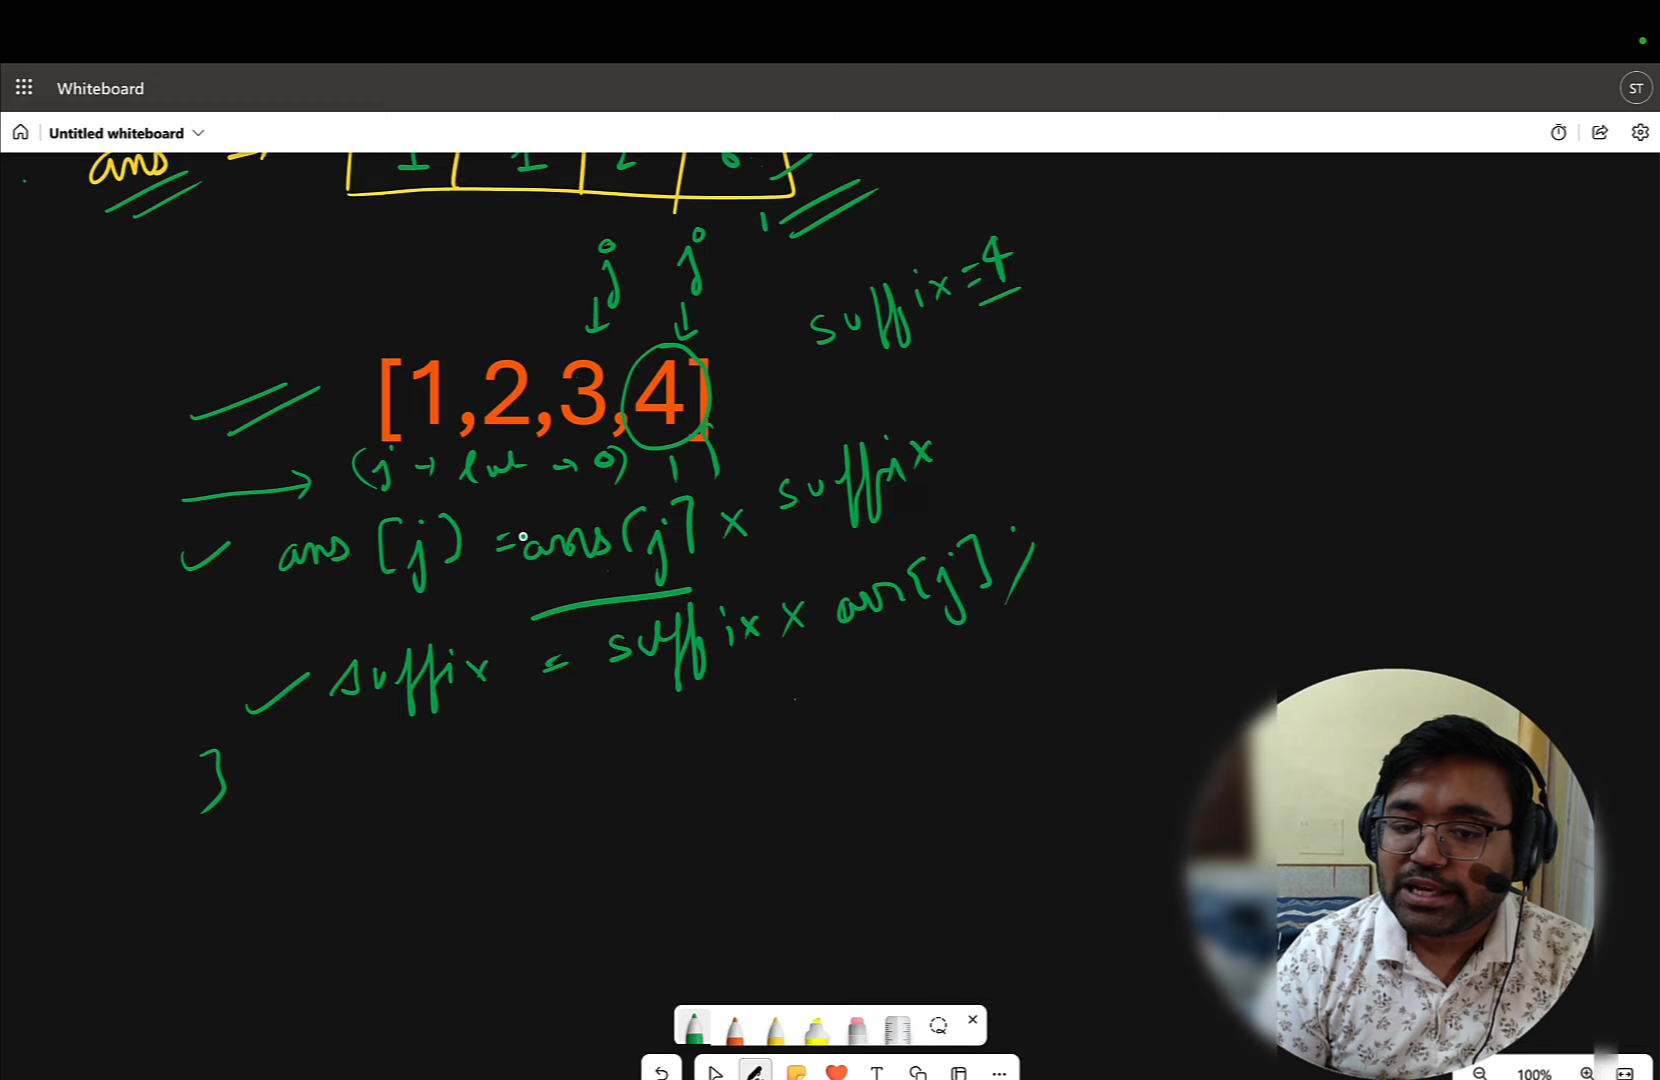 ST
Whiteboard
Untitled whiteboard
ans → 1 1 2 6
j j
suffix = 4
[1,2,3,4]
(j → last → 0)
ans [j] = ans[j] x suffix
suffix = suffix x arr[j];
}
T
100%